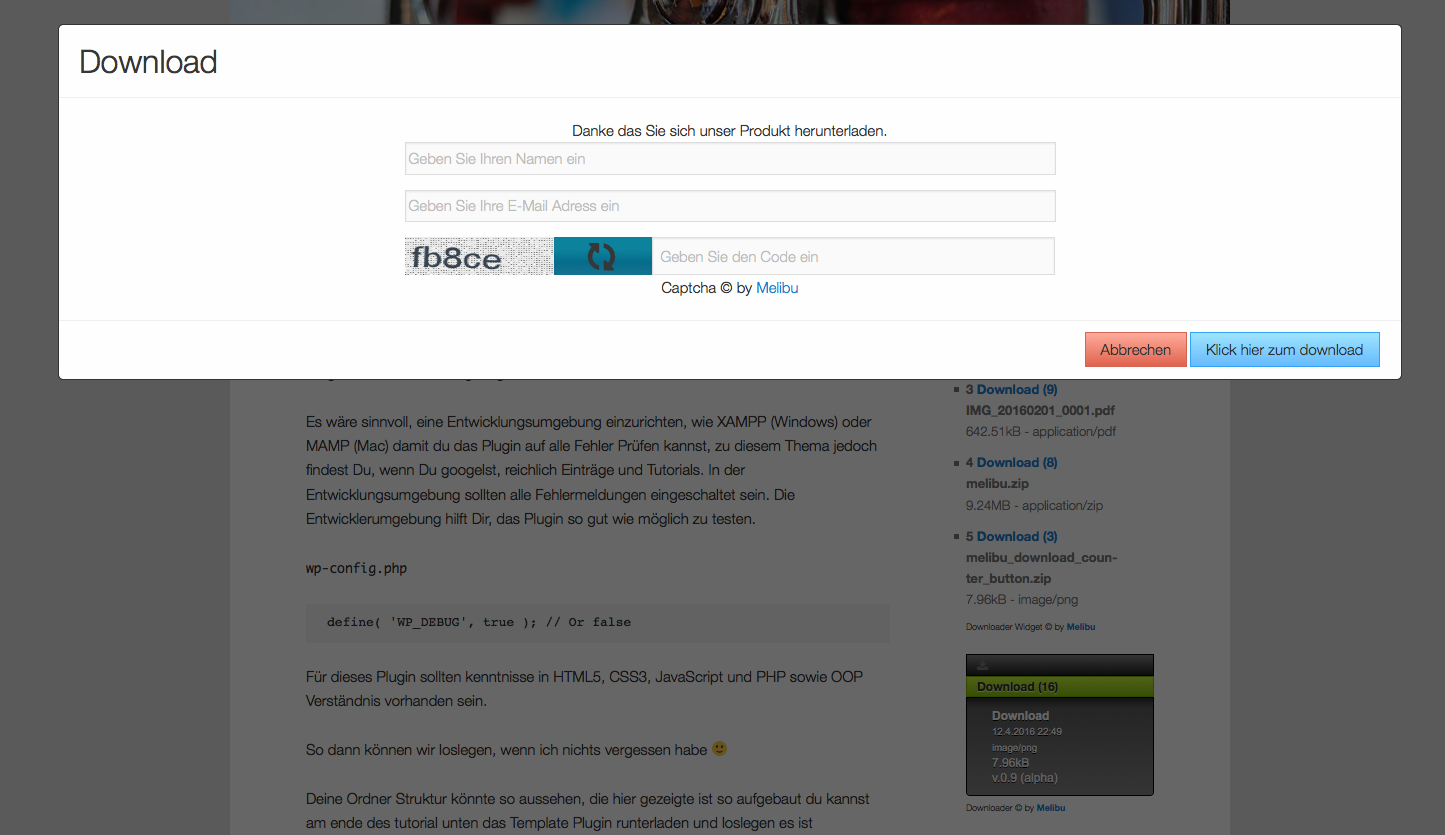 Download
Danke das Sie sich unser Produkt herunterladen.
Geben Sie Ihren Namen ein
Geben Sie Ihre E-Mail Adress ein
fb8ce
Geben Sie den Code ein
Captcha © by Melibu
Abbrechen
Klick hier zum download
Es wäre sinnvoll, eine Entwicklungsumgebung einzurichten, wie XAMPP (Windows) oder
MAMP (Mac) damit du das Plugin auf alle Fehler Prüfen kannst, zu diesem Thema jedoch
findest Du, wenn Du googelst, reichlich Einträge und Tutorials. In der
Entwicklungsumgebung sollten alle Fehlermeldungen eingeschaltet sein. Die
Entwicklerumgebung hilft Dir, das Plugin so gut wie möglich zu testen.
wp-config.php
define( 'WP_DEBUG', true ); // Or false
Für dieses Plugin sollten kenntnisse in HTML5, CSS3, JavaScript und PHP sowie OOP
Verständnis vorhanden sein.
So dann können wir loslegen, wenn ich nichts vergessen habe 🙂
Deine Ordner Struktur könnte so aussehen, die hier gezeigte ist so aufgebaut du kannst
am ende des tutorial unten das Template Plugin runterladen und loslegen es ist
3 Download (9)
IMG_20160201_0001.pdf
642.51kB - application/pdf
4 Download (8)
melibu.zip
9.24MB - application/zip
5 Download (3)
melibu_download_coun-
ter_button.zip
7.96kB - image/png
Downloader Widget © by Melibu
Download (16)
Download
12.4.2016 22:49
image/png
7.96kB
v.0.9 (alpha)
Downloader © by Melibu